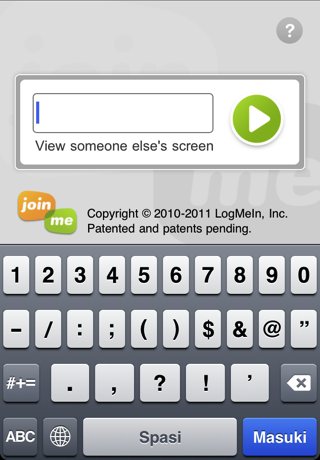 ?
View someone else's screen
join
me
Copyright © 2010-2011 LogMeIn, Inc.
Patented and patents pending.
1 2 3 4 5 6 7 8 9 0
- / : ; ( ) $ & @ "
#+= . , ? ! '
ABC Spasi Masuki